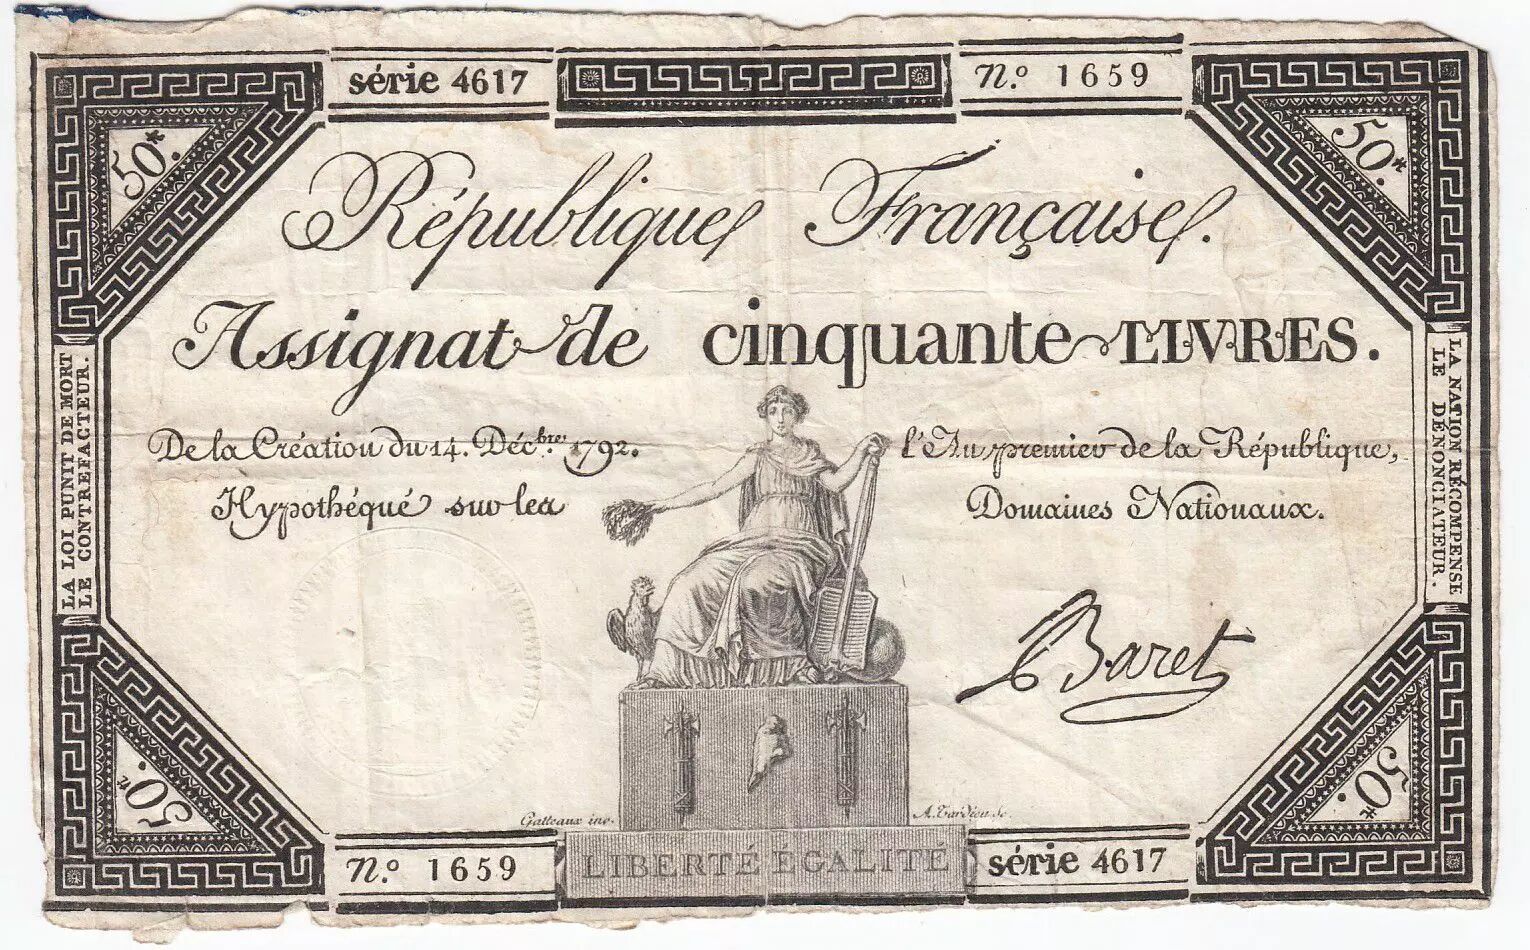 série 4617
N.º 1659
50#.
50#.
République Française.
Assignat de cinquante LIVRES.
De la Création du 14. Déc.bre 1792.
l'An premier de la République,
Hypothéqué sur les
Domaines Nationaux.
LA LOI PUNIT DE MORT
LE CONTREFACTEUR.
LA NATION RÉCOMPENSE
LE DÉNONCIATEUR.
Baret
Gatteaux inv.
A. Tardieu sc.
50#.
50#.
N.º 1659
LIBERTÉ ÉGALITÉ
série 4617